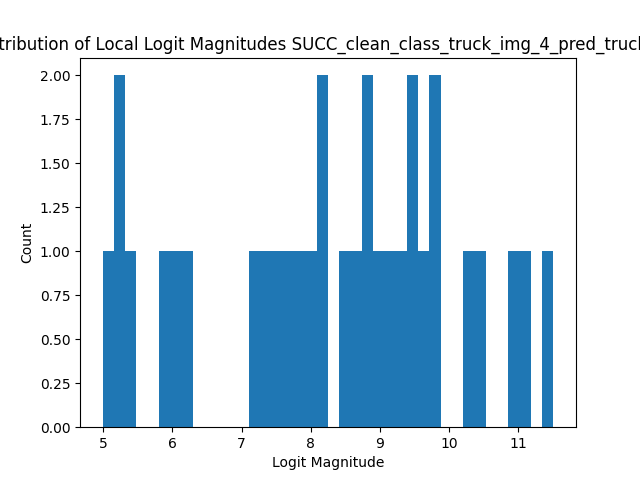 tribution of Local Logit Magnitudes SUCC_clean_class_truck_img_4_pred_truck
2.00
1.75
1.50
1.25
1.00
0.75
0.50
0.25
0.00
Count
5 6 7 8 9 10 11
Logit Magnitude